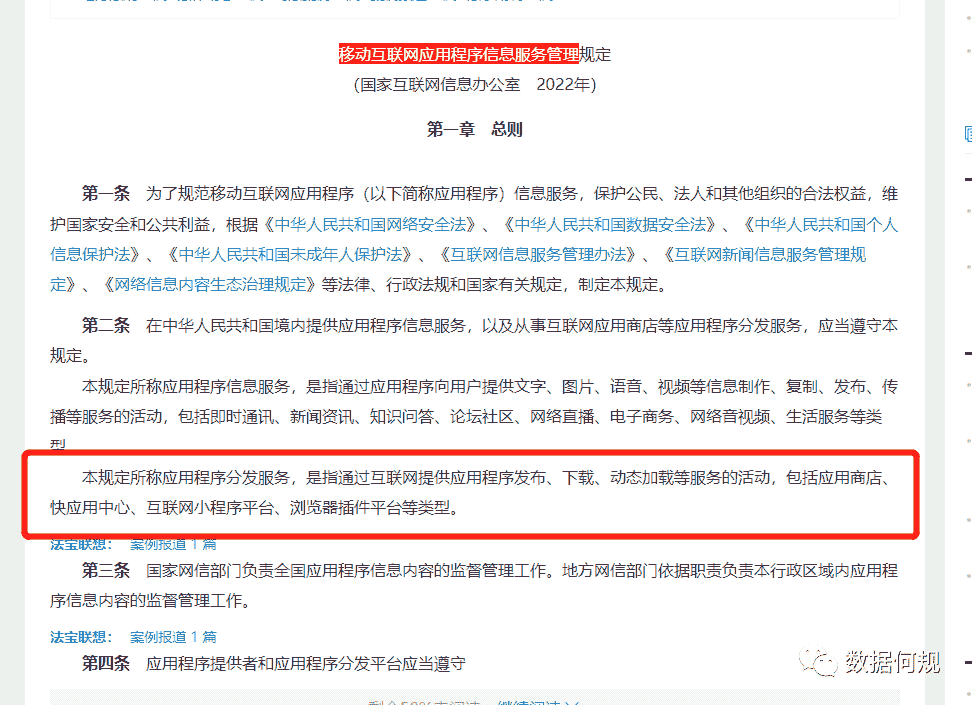 移动互联网应用程序信息服务管理规定
（国家互联网信息办公室 2022年）
第一章 总则
第一条 为了规范移动互联网应用程序（以下简称应用程序）信息服务，保护公民、法人和其他组织的合法权益，维
护国家安全和公共利益，根据《中华人民共和国网络安全法》、《中华人民共和国数据安全法》、《中华人民共和国个人
信息保护法》、《中华人民共和国未成年人保护法》、《互联网信息服务管理办法》、《互联网新闻信息服务管理规
定》、《网络信息内容生态治理规定》等法律、行政法规和国家有关规定，制定本规定。
第二条 在中华人民共和国境内提供应用程序信息服务，以及从事互联网应用商店等应用程序分发服务，应当遵守本
规定。
本规定所称应用程序信息服务，是指通过应用程序向用户提供文字、图片、语音、视频等信息制作、复制、发布、传
播等服务的活动，包括即时通讯、新闻资讯、知识问答、论坛社区、网络直播、电子商务、网络音视频、生活服务等类
型
本规定所称应用程序分发服务，是指通过互联网提供应用程序发布、下载、动态加载等服务的活动，包括应用商店、
快应用中心、互联网小程序平台、浏览器插件平台等类型。
法宝联想： 案例报道 1 篇
第三条 国家网信部门负责全国应用程序信息内容的监督管理工作。地方网信部门依据职责负责本行政区域内应用程
序信息内容的监督管理工作。
法宝联想： 案例报道 1 篇
第四条 应用程序提供者和应用程序分发平台应当遵守
数据何规